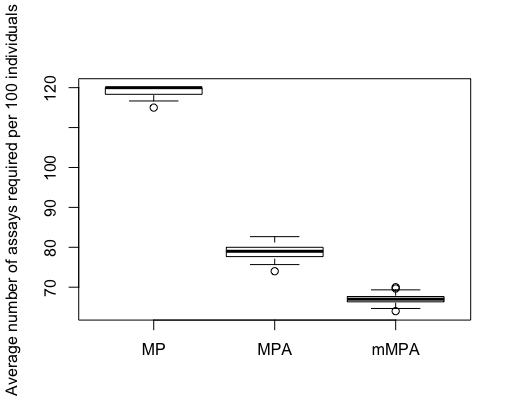 Average number of assays required per 100 individuals
120
100
90
80
70
MP
MPA
mMPA